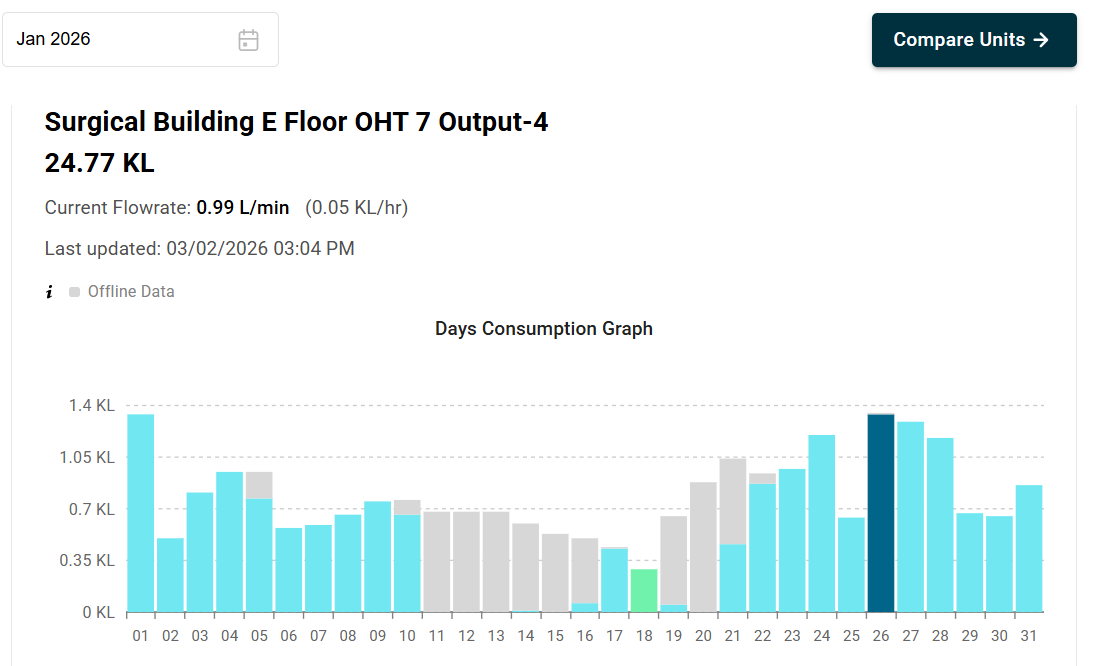 Jan 2026
Compare Units →
Surgical Building E Floor OHT 7 Output-4
24.77 KL
Current Flowrate: 0.99 L/min (0.05 KL/hr)
Last updated: 03/02/2026 03:04 PM
i Offline Data
Days Consumption Graph
1.4 KL
1.05 KL
0.7 KL
0.35 KL
0 KL
01 02 03 04 05 06 07 08 09 10 11 12 13 14 15 16 17 18 19 20 21 22 23 24 25 26 27 28 29 30 31